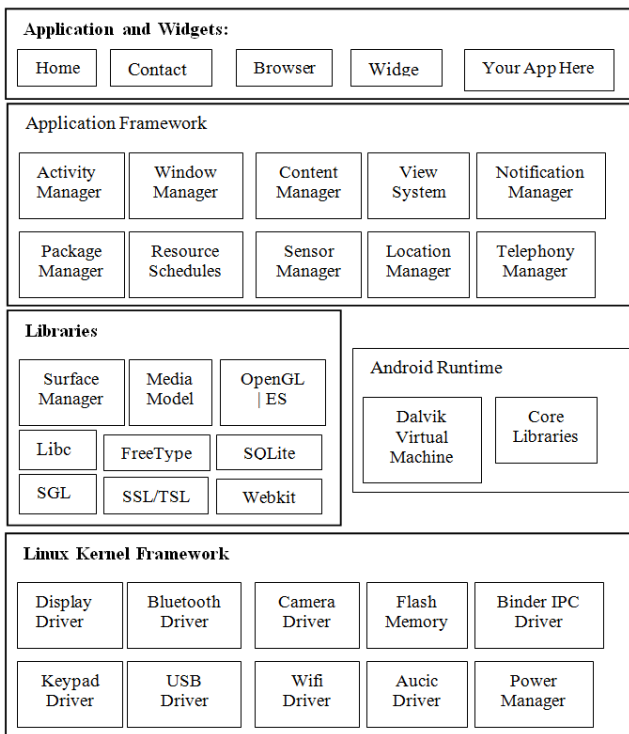 Application and Widgets:
Home
Contact
Browser
Widge
Your App Here
Application Framework
Activity
Manager
Window
Manager
Content
Manager
View
System
Notification
Manager
Package
Manager
Resource
Schedules
Sensor
Manager
Location
Manager
Telephony
Manager
Libraries
Surface
Manager
Media
Model
OpenGL
| ES
Libc
FreeType
SQLite
SGL
SSL/TSL
Webkit
Android Runtime
Dalvik
Virtual
Machine
Core
Libraries
Linux Kernel Framework
Display
Driver
Bluetooth
Driver
Camera
Driver
Flash
Memory
Binder IPC
Driver
Keypad
Driver
USB
Driver
Wifi
Driver
Aucic
Driver
Power
Manager